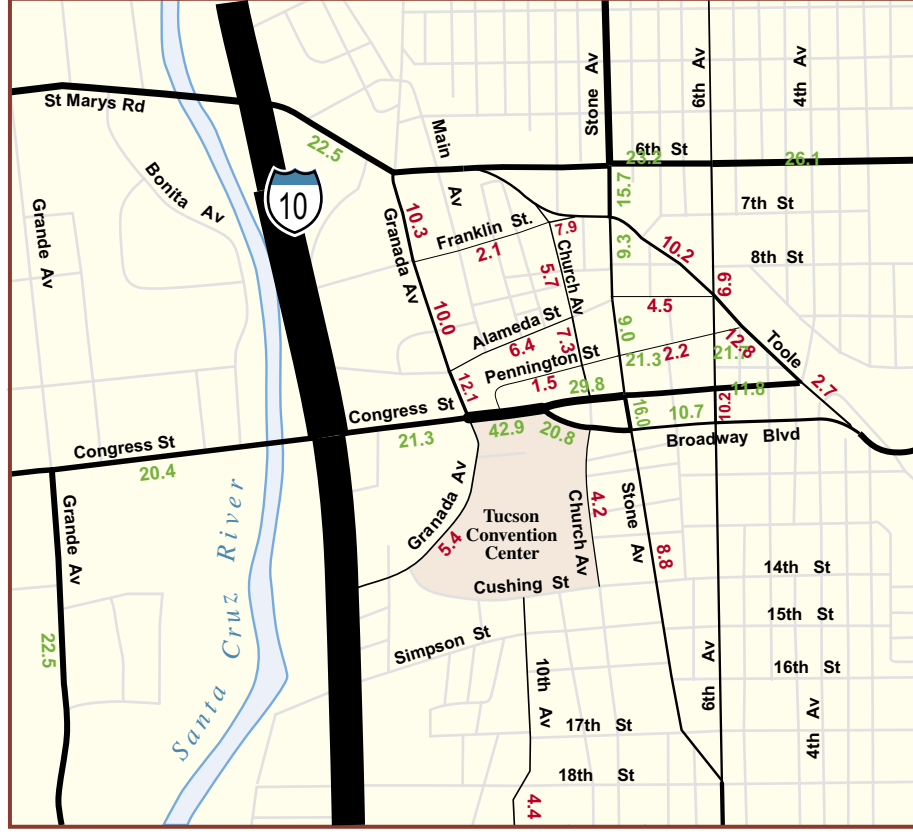 Stone Av
6th Av
4th Av
St Marys Rd
22.5
Main
Av
6th St
23.2
26.1
Bonita Av
10
15.7
7th St
Grande Av
Granada Av
10.3
Franklin St.
2.1
7.9
Church Av
5.7
9.3
10.2
8th St
6.9
10.0
4.5
Alameda St
6.4
7.3
9.0
12.8
Toole
Pennington St
1.5
29.8
21.3
2.2
2.7
12.1
11.8
Congress St
21.3
42.9
20.8
16.0
10.7
10.2
Broadway Blvd
Congress St
20.4
Grande Av
Granada Av
5.4
Tucson
Convention
Center
Church Av
4.2
Stone Av
8.8
Cushing St
14th St
15th St
16th St
Santa Cruz River
22.5
Simpson St
10th Av
6th Av
4th Av
17th St
18th St
4.4